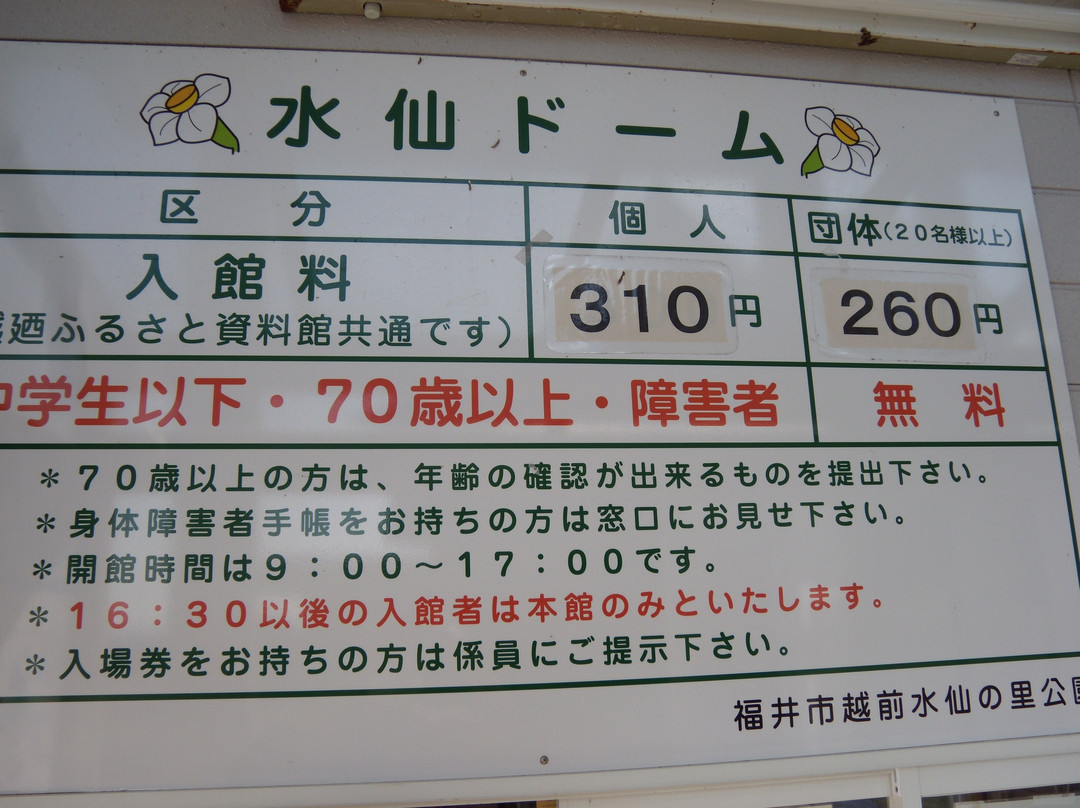 水仙ドーム
区分 個人 団体(20名様以上)
入館料 310円 260円
廼ふるさと資料館共通です)
中学生以下・70歳以上・障害者 無料
＊70歳以上の方は、年齢の確認が出来るものを提出下さい。
＊身体障害者手帳をお持ちの方は窓口にお見せ下さい。
＊開館時間は9:00～17:00です。
＊16:30以後の入館者は本館のみといたします。
＊入場券をお持ちの方は係員にご提示下さい。
福井市越前水仙の里公園